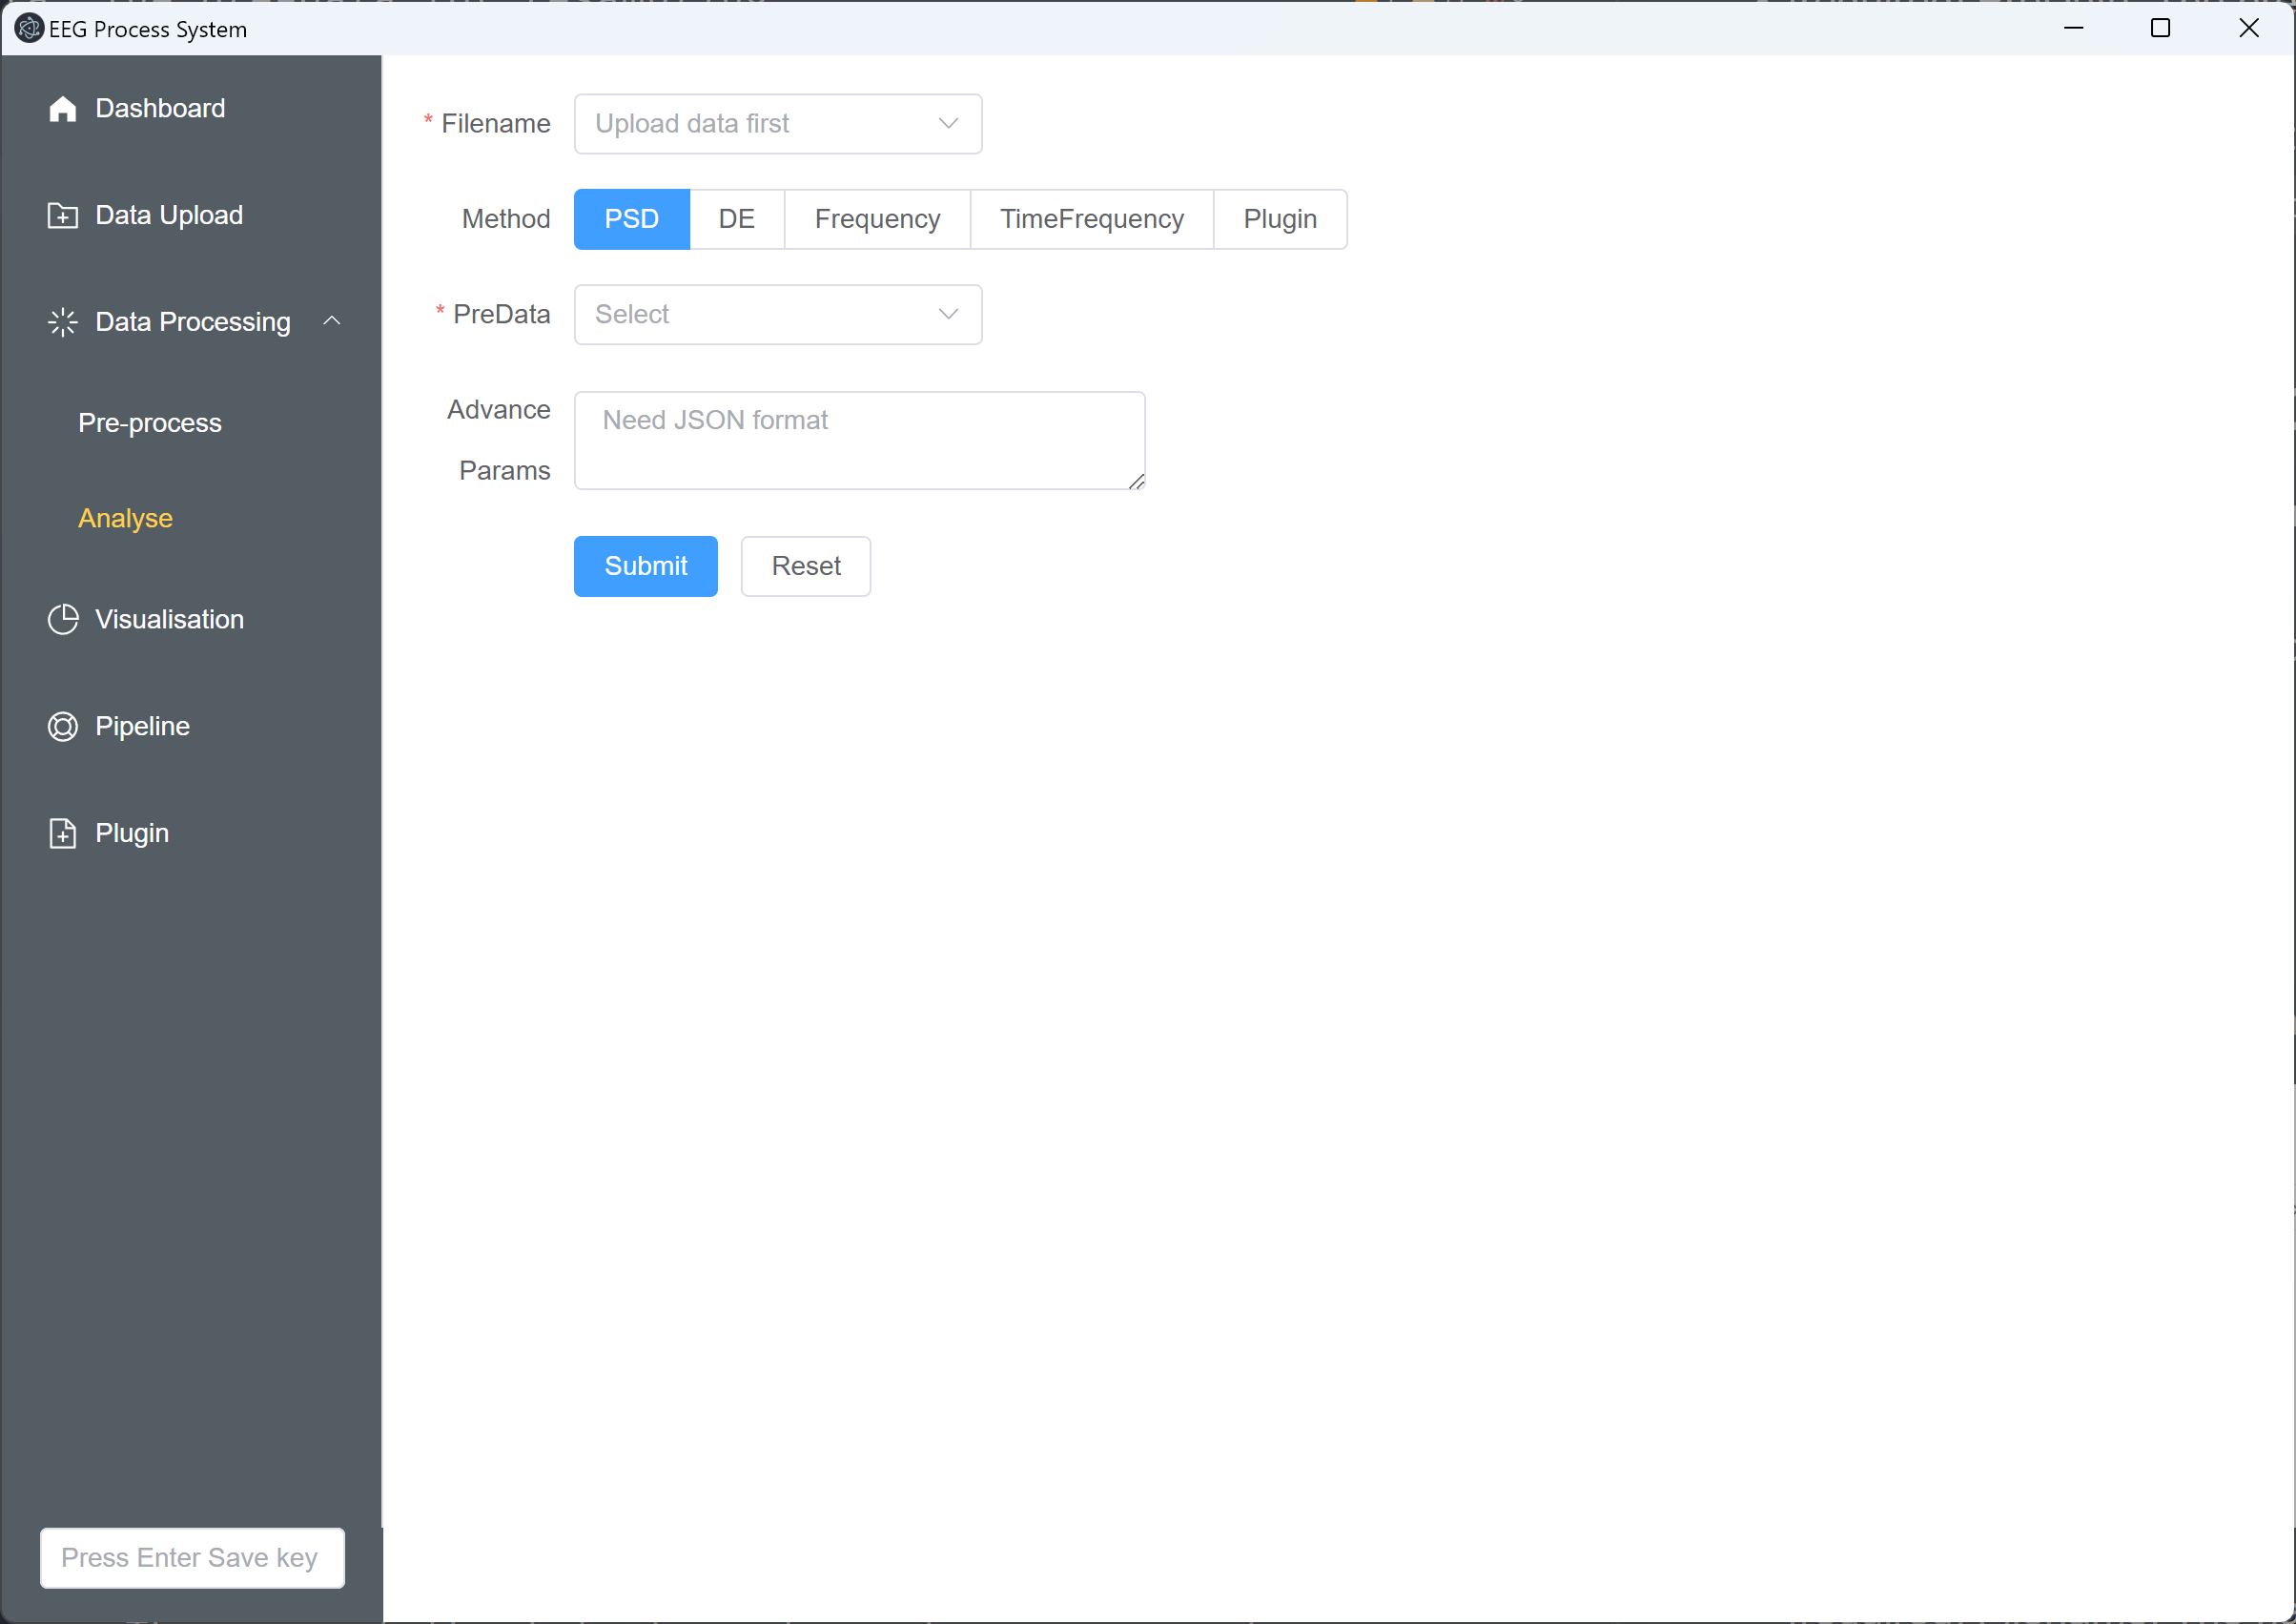 EEG Process System
Dashboard
Data Upload
Data Processing
Pre-process
Analyse
Visualisation
Pipeline
Plugin
Press Enter Save key
* Filename
Upload data first
Method
PSD
DE
Frequency
TimeFrequency
Plugin
* PreData
Select
Advance
Params
Need JSON format
Submit
Reset